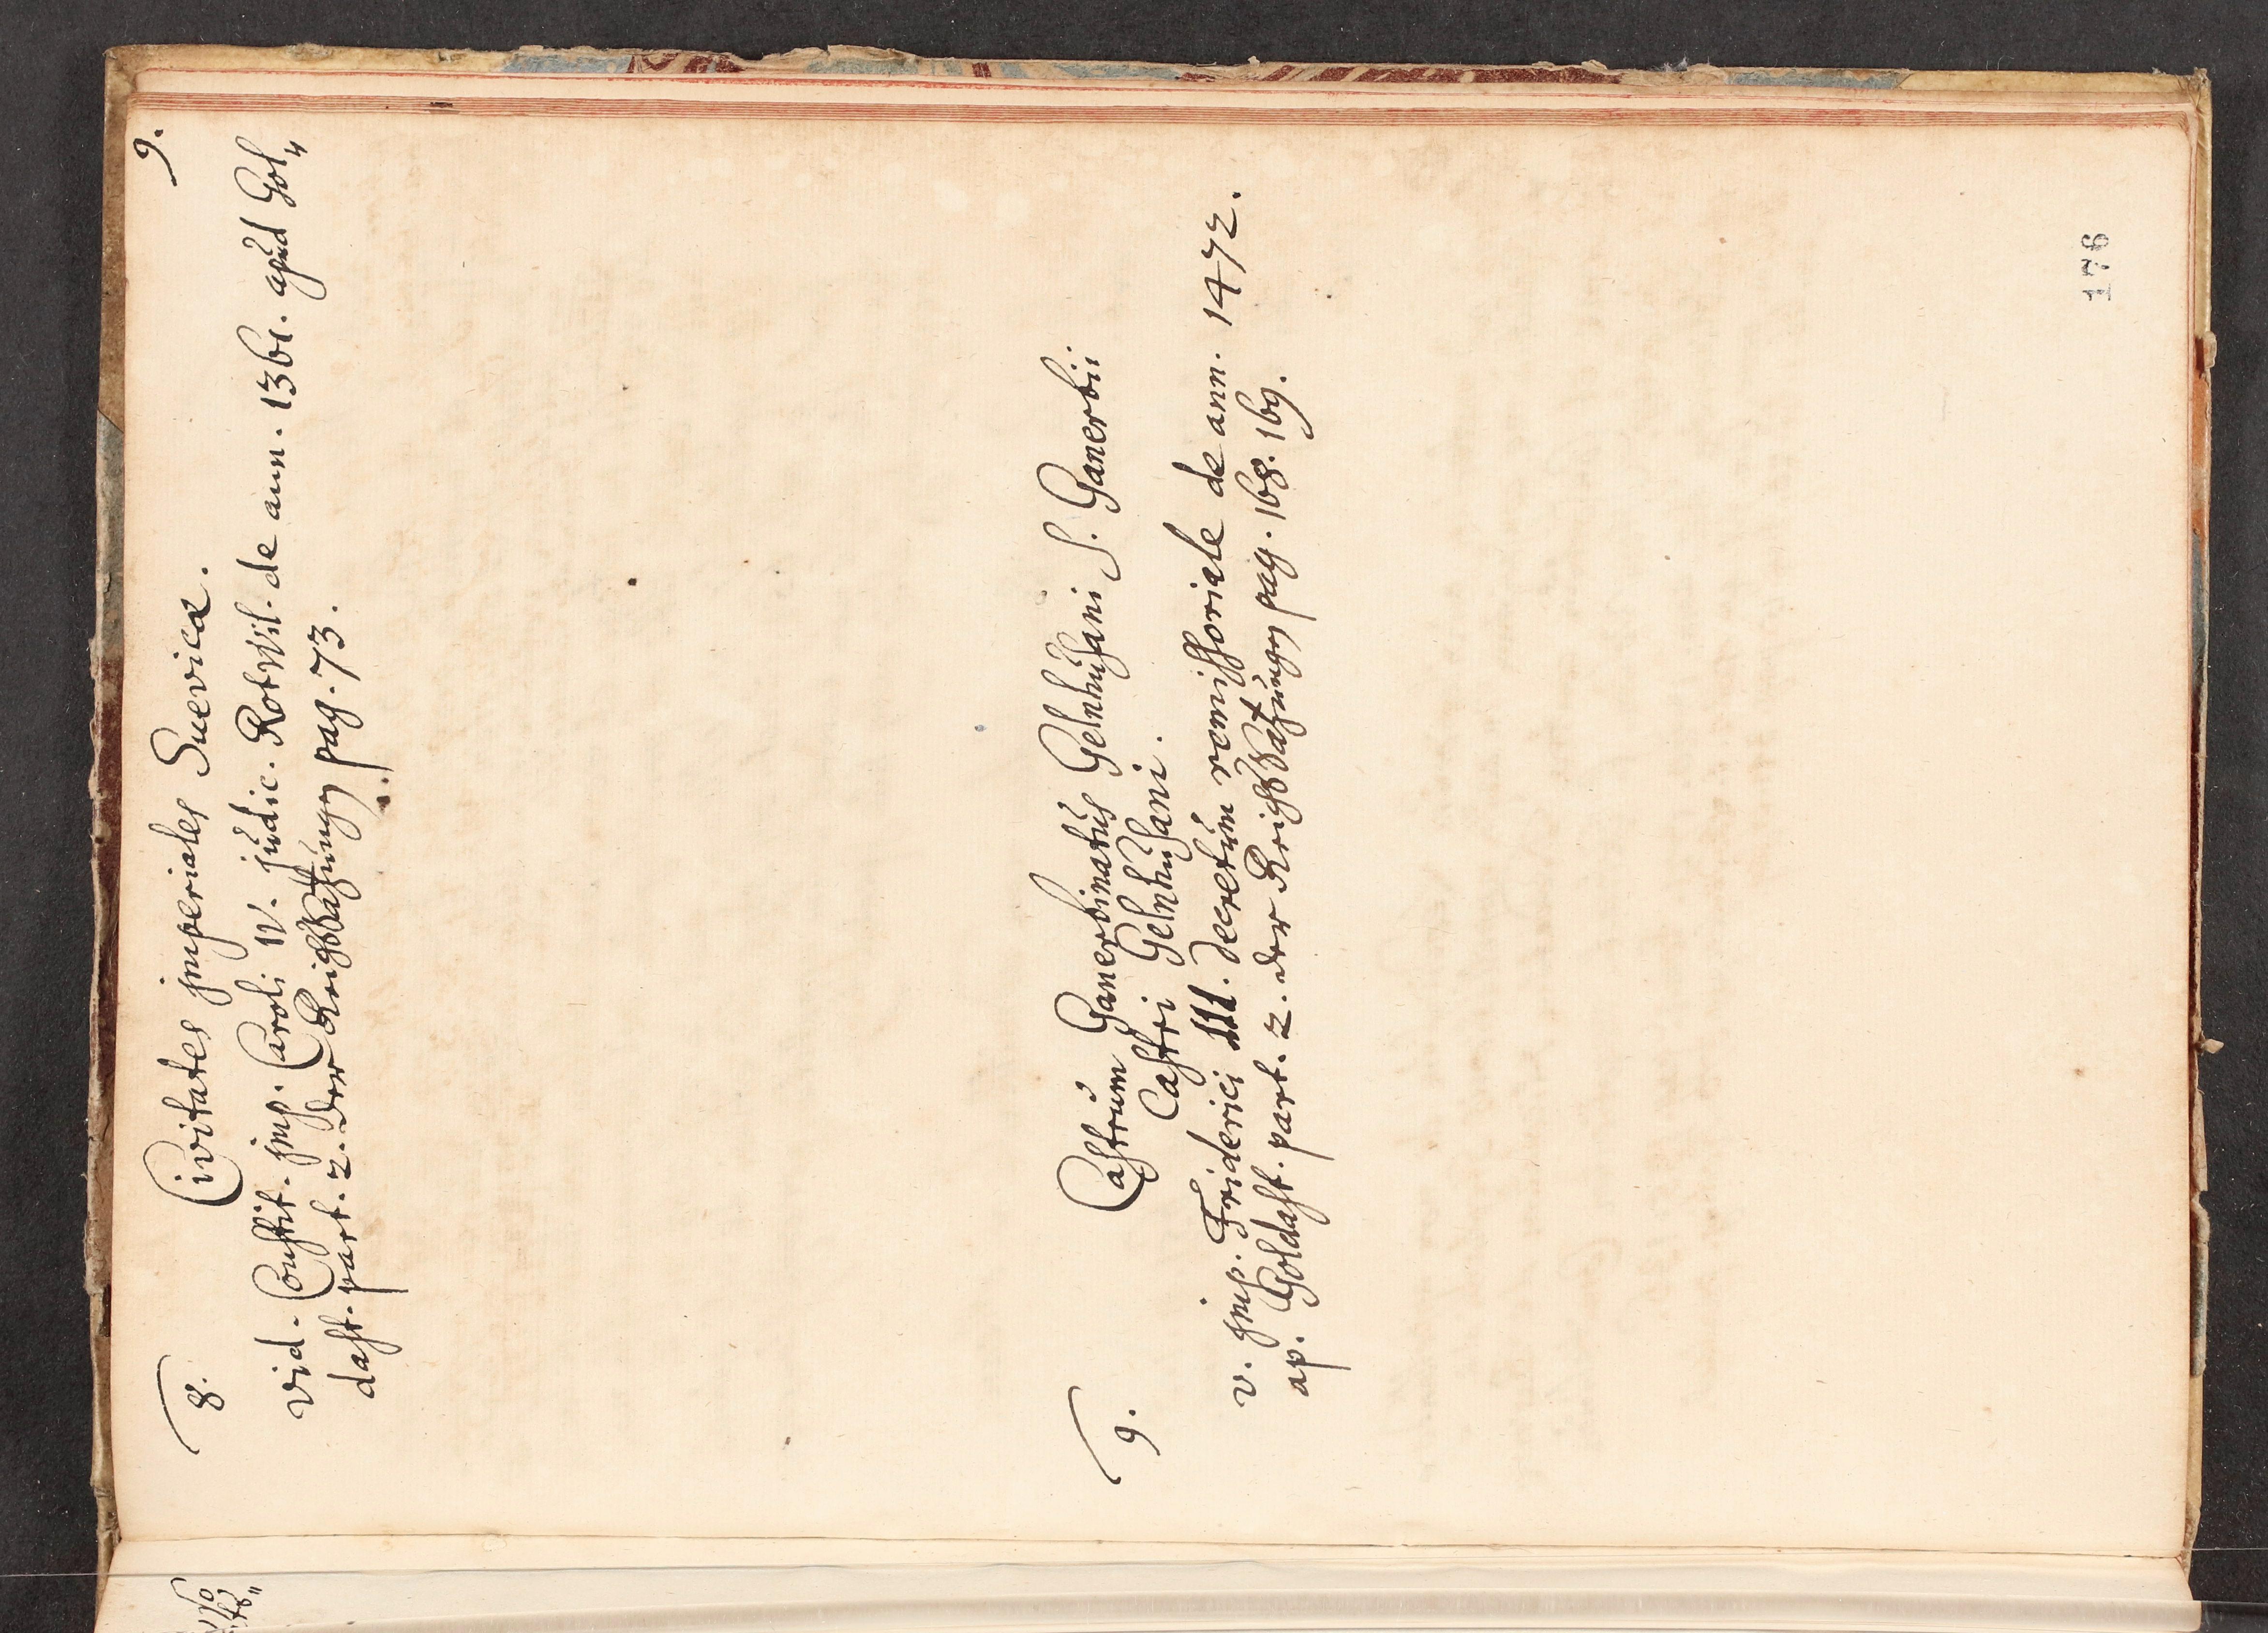 9.
8. Civitates imperiales Suevicæ.
vid. Constit. imp. Caroli IV. judic. Rotwil. de ann. 1361. apud Gol„
dast. part. 2. der ReichsSatzungen pag. 73.
9. Castrum Ganerbinatus Gelnhusani S. Ganerbii
Castri Gelnhusani.
v. imp. Friderici III. decretum remissoriale de ann. 1472.
ap. Goldast. part. 2. der ReichsSatzungen pag. 168. 169.
176